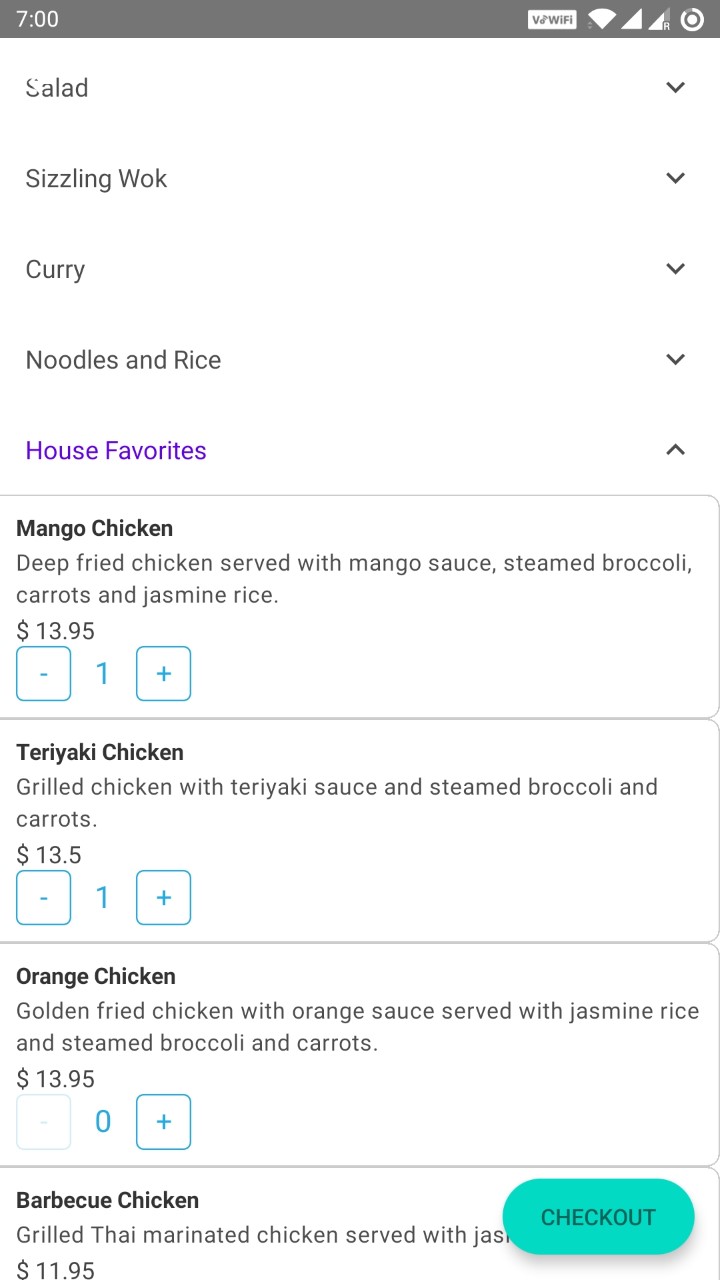 7:00
VoWiFi
R
Salad
Sizzling Wok
Curry
Noodles and Rice
House Favorites
Mango Chicken
Deep fried chicken served with mango sauce, steamed broccoli,
carrots and jasmine rice.
$ 13.95
- 1 +
Teriyaki Chicken
Grilled chicken with teriyaki sauce and steamed broccoli and
carrots.
$ 13.5
- 1 +
Orange Chicken
Golden fried chicken with orange sauce served with jasmine rice
and steamed broccoli and carrots.
$ 13.95
- 0 +
Barbecue Chicken
Grilled Thai marinated chicken served with
$ 11.95
CHECKOUT